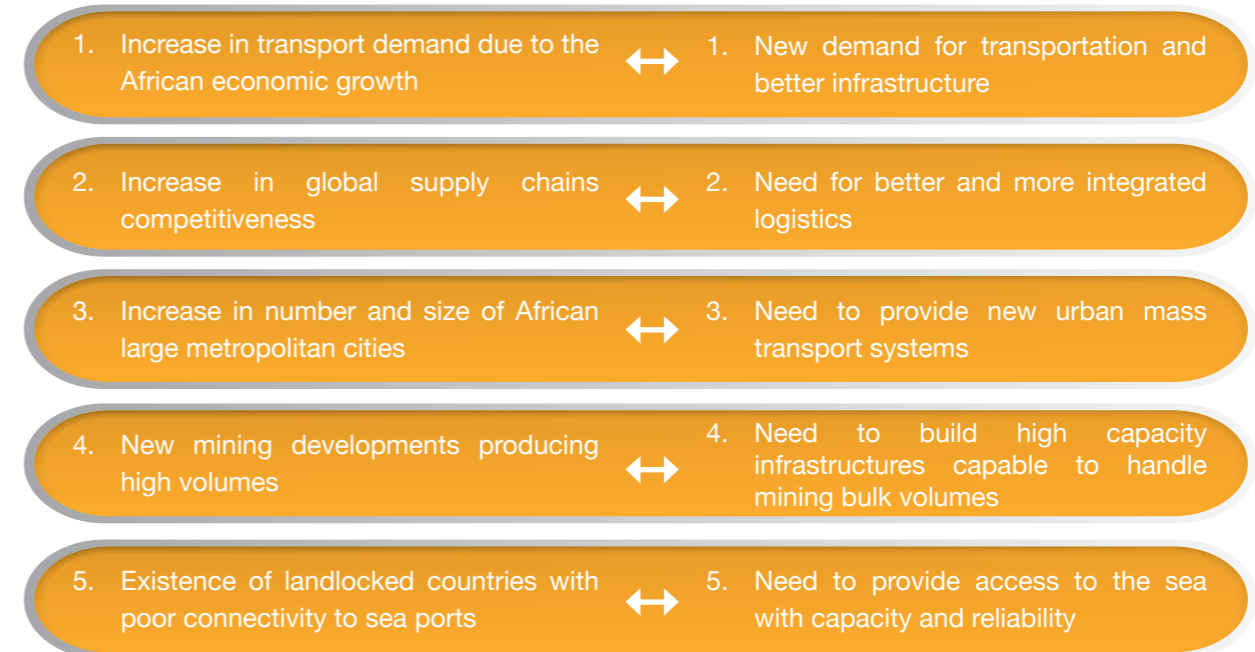 1. Increase in transport demand due to the
African economic growth
1. New demand for transportation and
better infrastructure
2. Increase in global supply chains
competitiveness
2. Need for better and more integrated
logistics
3. Increase in number and size of African
large metropolitan cities
3. Need to provide new urban mass
transport systems
4. New mining developments producing
high volumes
4. Need to build high capacity
infrastructures capable to handle
mining bulk volumes
5. Existence of landlocked countries with
poor connectivity to sea ports
5. Need to provide access to the sea
with capacity and reliability